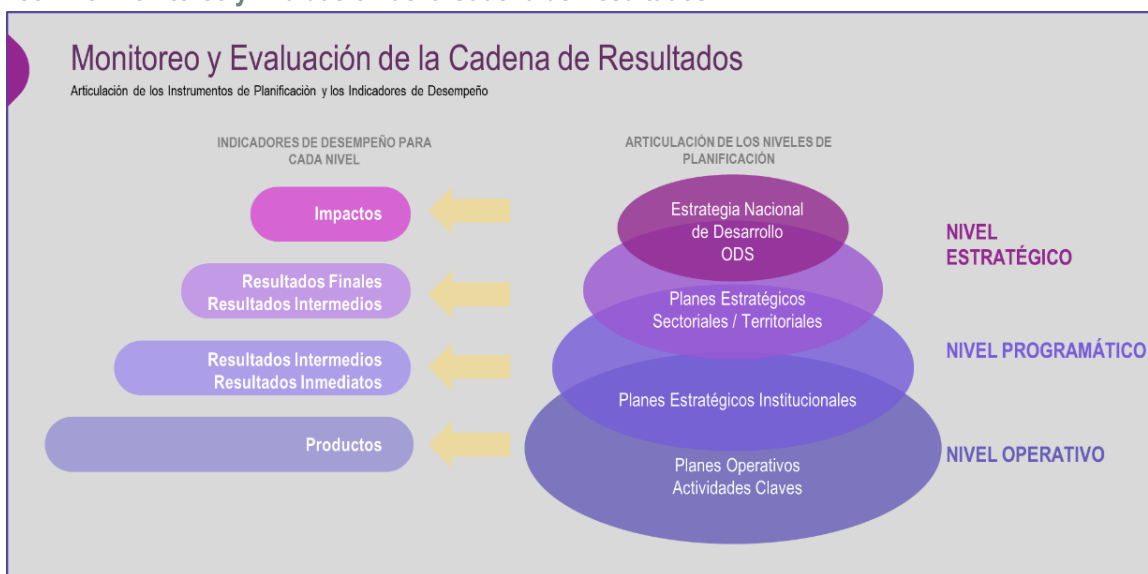 Monitoreo y Evaluación de la Cadena de Resultados
Articulación de los Instrumentos de Planificación y los Indicadores de Desempeño
INDICADORES DE DESEMPEÑO PARA
CADA NIVEL
Impactos
Resultados Finales
Resultados Intermedios
Resultados Intermedios
Resultados Inmediatos
Productos
ARTICULACIÓN DE LOS NIVELES DE
PLANIFICACIÓN
Estrategia Nacional
de Desarrollo
ODS
Planes Estratégicos
Sectoriales / Territoriales
Planes Estratégicos Institucionales
Planes Operativos
Actividades Claves
NIVEL
ESTRATÉGICO
NIVEL PROGRAMÁTICO
NIVEL OPERATIVO